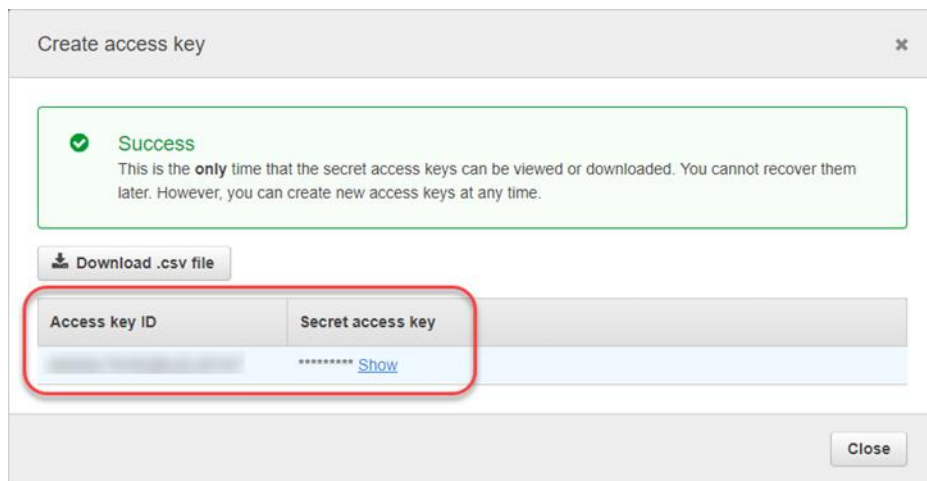 Create access key
Success
This is the only time that the secret access keys can be viewed or downloaded. You cannot recover them
later. However, you can create new access keys at any time.
Download .csv file
Access key ID Secret access key
********* Show
Close